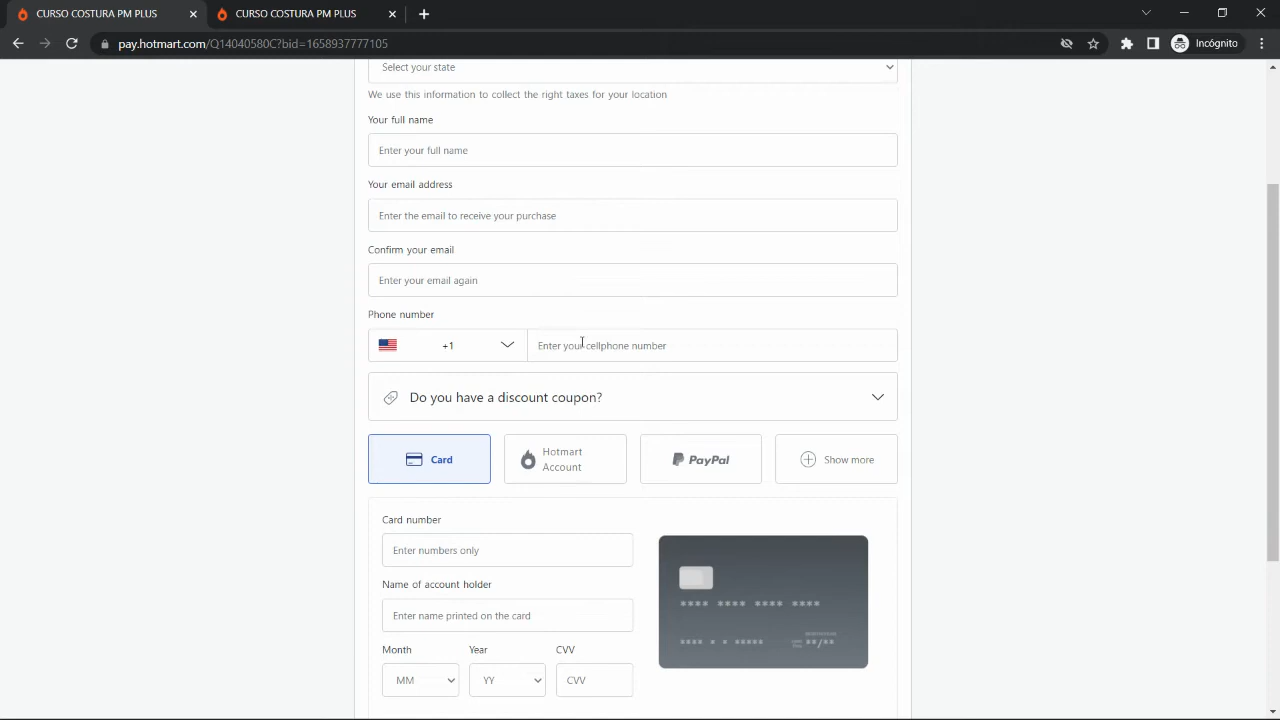 CURSO COSTURA PM PLUS
CURSO COSTURA PM PLUS
pay.hotmart.com/Q14040580C?bid=1658937777105
Incógnito
Select your state
We use this information to collect the right taxes for your location
Your full name
Enter your full name
Your email address
Enter the email to receive your purchase
Confirm your email
Enter your email again
Phone number
+1
Enter your cellphone number
Do you have a discount coupon?
Card
Hotmart
Account
PayPal
Show more
Card number
Enter numbers only
Name of account holder
Enter name printed on the card
Month
Year
CVV
MM
YY
CVV
**** **** **** ****
**** * * *****
**/**